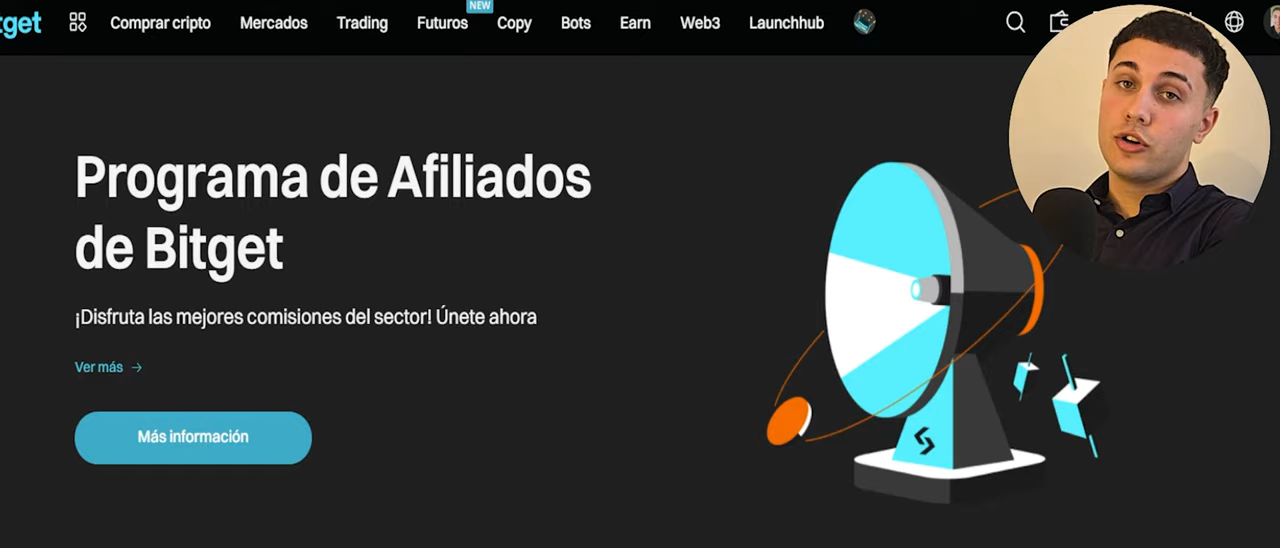 tget
Comprar cripto Mercados Trading Futuros NEW Copy Bots Earn Web3 Launchhub
Programa de Afiliados
de Bitget
¡Disfruta las mejores comisiones del sector! Únete ahora
Ver más →
Más información